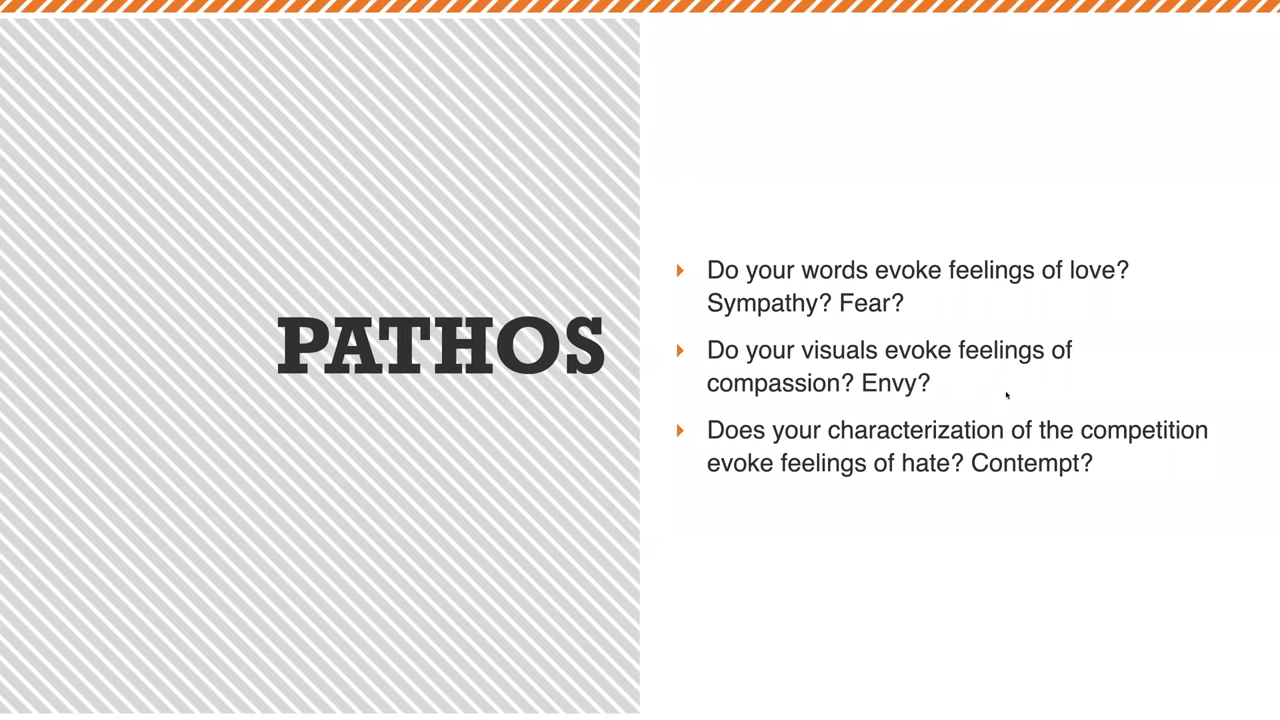 PATHOS
Do your words evoke feelings of love?
Sympathy? Fear?
Do your visuals evoke feelings of
compassion? Envy?
Does your characterization of the competition
evoke feelings of hate? Contempt?